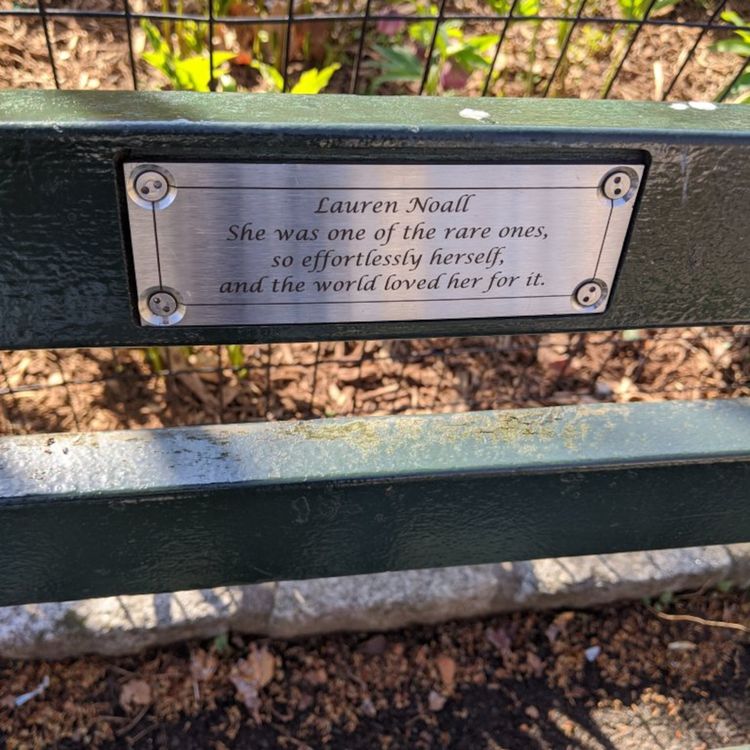 Lauren Noall
She was one of the rare ones,
so effortlessly herself,
and the world loved her for it.